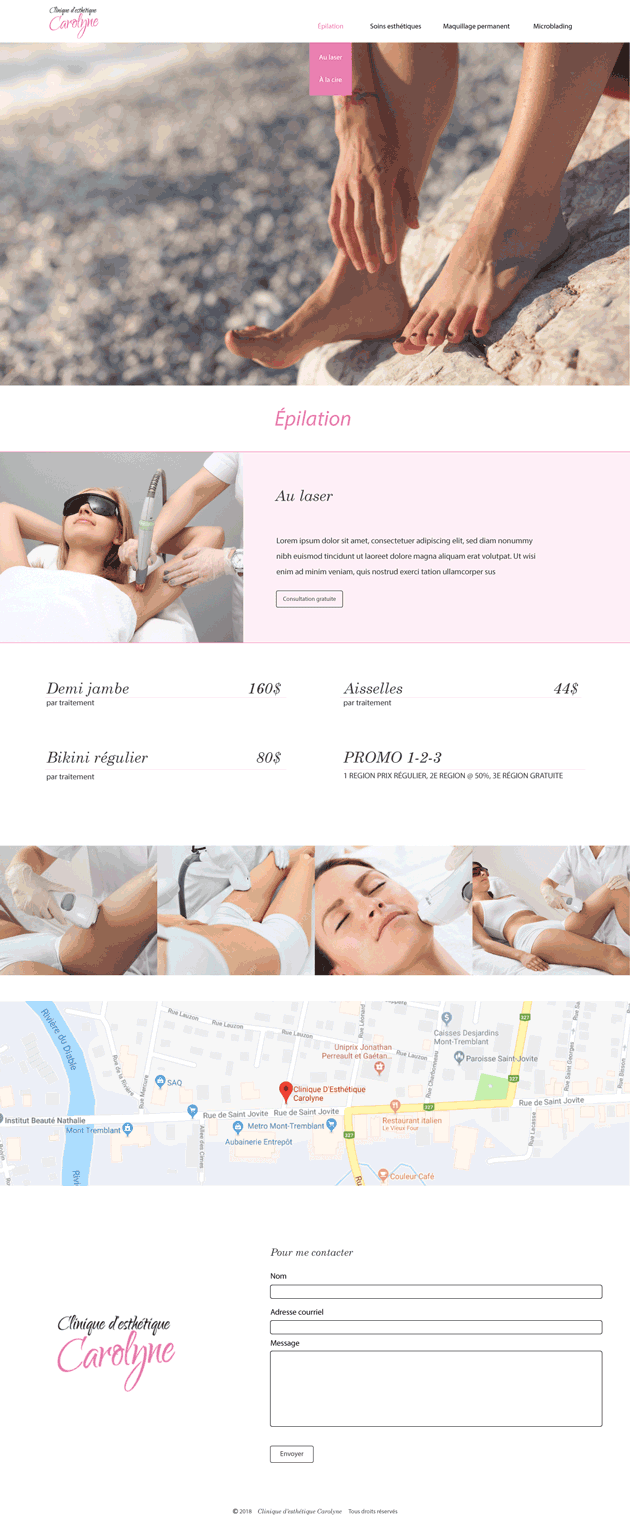 Clinique d'esthétique
Carolyne
Épilation Soins esthétiques Maquillage permanent Microblading
Au laser
À la cire
Épilation
Au laser
Lorem ipsum dolor sit amet, consectetuer adipiscing elit, sed diam nonummy
nibh euismod tincidunt ut laoreet dolore magna aliquam erat volutpat. Ut wisi
enim ad minim veniam, quis nostrud exerci tation ullamcorper sus
Consultation gratuite
Demi jambe 160$
par traitement
Aisselles 44$
par traitement
Bikini régulier 80$
par traitement
PROMO 1-2-3
1 REGION PRIX RÉGULIER, 2E REGION @ 50%, 3E RÉGION GRATUITE
Rivière du Diable
Rue Lauzon
Rue Lauzon
Rue Lauzon
Rue Léonard
327
Caisses Desjardins
Mont-Tremblant
Uniprix Jonathan
Perreault et Gaétan...
Rue Lauzon
Paroisse Saint-Jovite
Rue Charbonneau
Rue Saint Georges
Rue de la Rivière
Rue Mercure
SAQ
Clinique D'Esthétique
Carolyne
Institut Beauté Nathalie
Rue de Saint Jovite
Rue de Saint Jovite
327
Rue de Saint Jovite
Mont Tremblant
Metro Mont-Tremblant
Aubainerie Entrepôt
327
Restaurant italien
Le Vieux Four
Rue Lacasse
Allée des Cimes
Couleur Café
Pour me contacter
Nom
Adresse courriel
Message
Clinique d'esthétique
Carolyne
Envoyer
© 2018 Clinique d'esthétique Carolyne Tous droits réservés